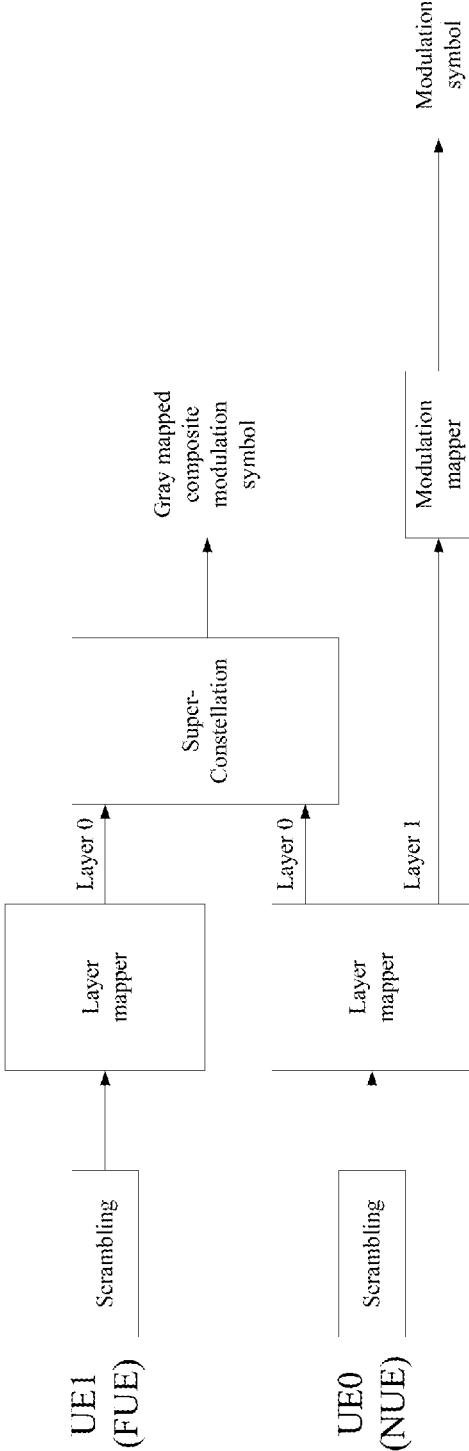 UE1
(FUE)
Scrambling
Layer
mapper
Layer 0
Super-
Constellation
Gray mapped
composite
modulation
symbol
UE0
(NUE)
Scrambling
Layer
mapper
Layer 0
Layer 1
Modulation
mapper
Modulation
symbol